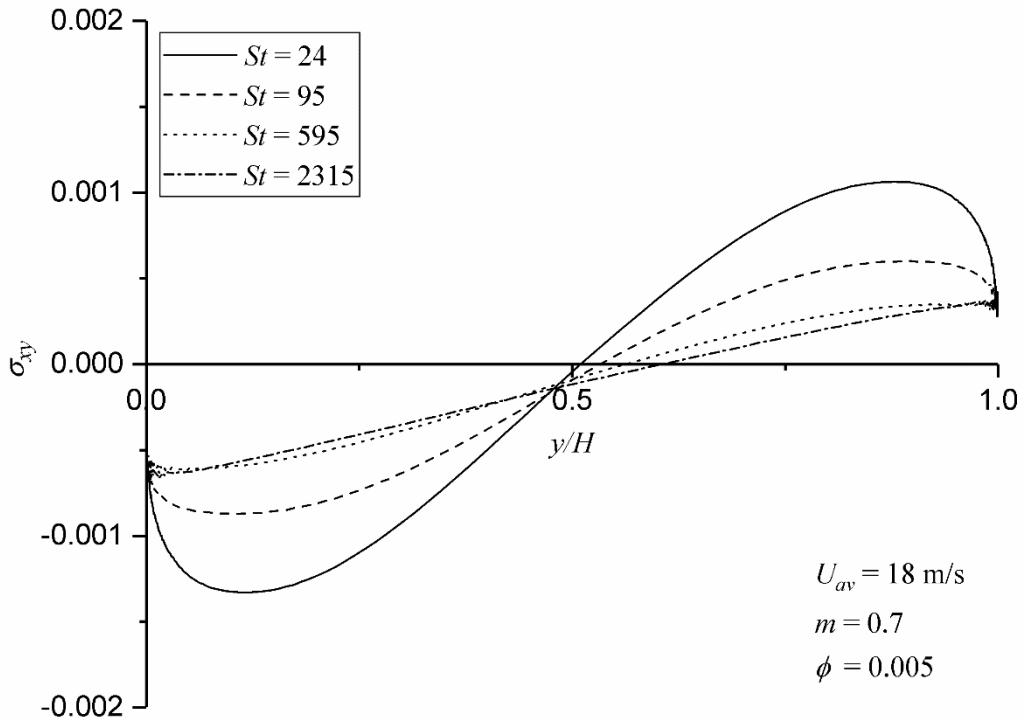 0.002
St = 24
St = 95
St = 595
St = 2315
0.001
0.000
σxy
0.0
0.5
1.0
y/H
-0.001
Uav = 18 m/s
m = 0.7
ϕ = 0.005
-0.002